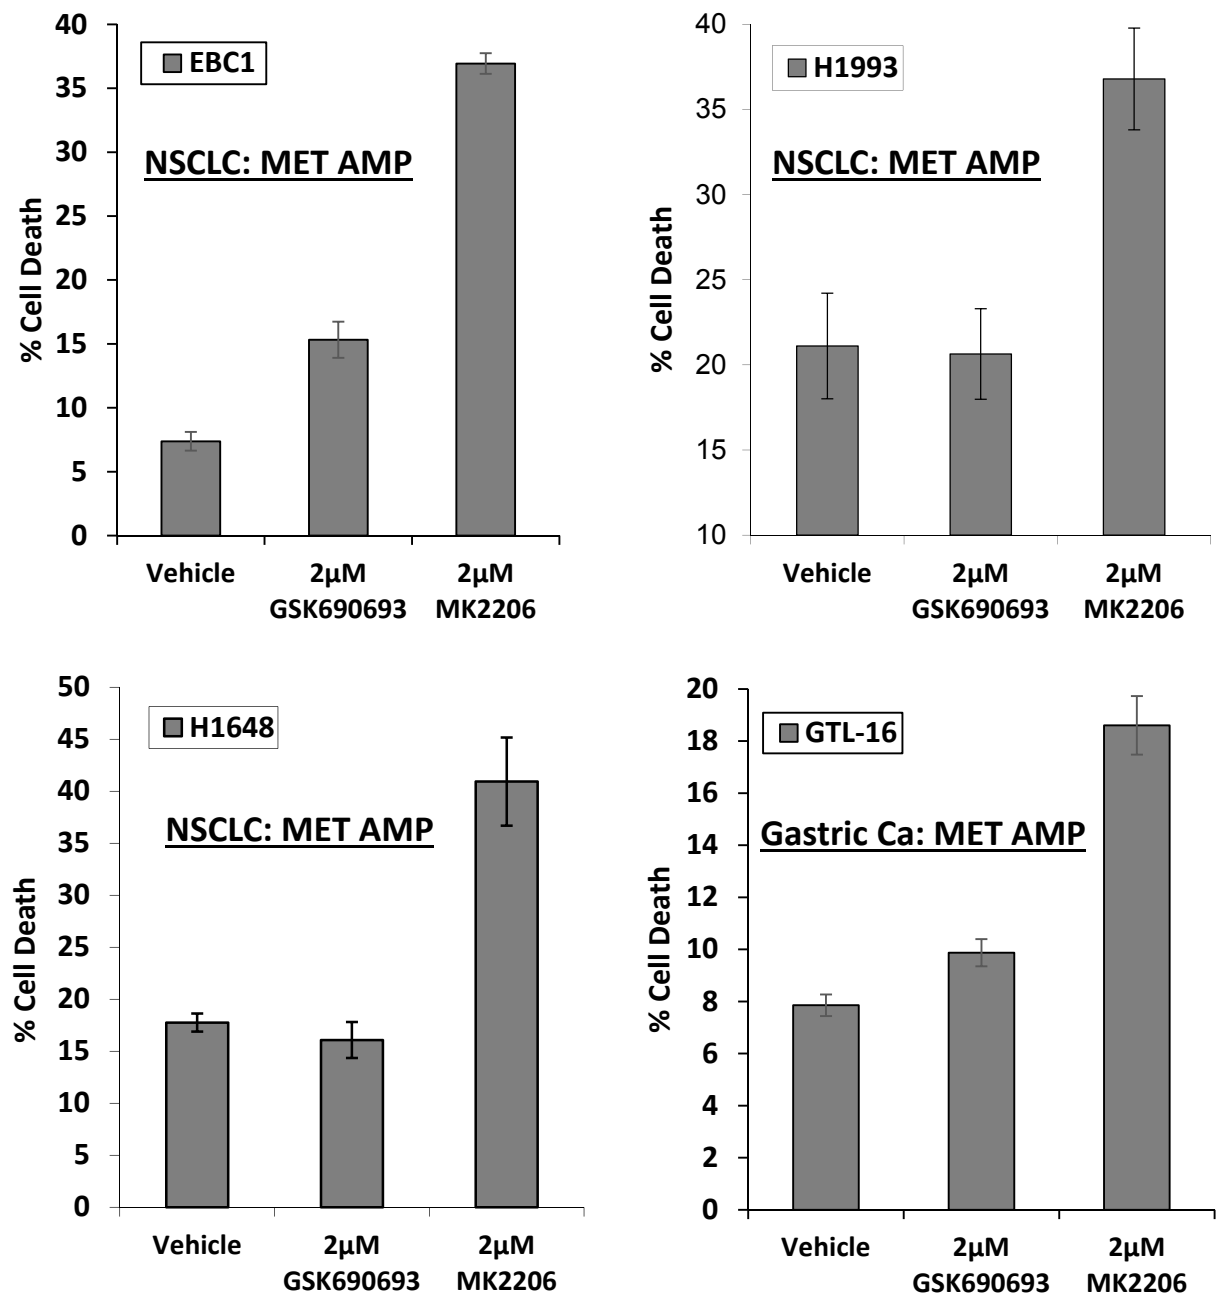 40
35
30
25
20
15
10
5
0
% Cell Death
EBC1
NSCLC: MET AMP
Vehicle
2µM
GSK690693
2µM
MK2206
40
35
30
25
20
15
10
% Cell Death
H1993
NSCLC: MET AMP
Vehicle
2µM
GSK690693
2µM
MK2206
50
45
40
35
30
25
20
15
10
5
0
% Cell Death
H1648
NSCLC: MET AMP
Vehicle
2µM
GSK690693
2µM
MK2206
20
18
16
14
12
10
8
6
4
2
0
% Cell Death
GTL-16
Gastric Ca: MET AMP
Vehicle
2µM
GSK690693
2µM
MK2206